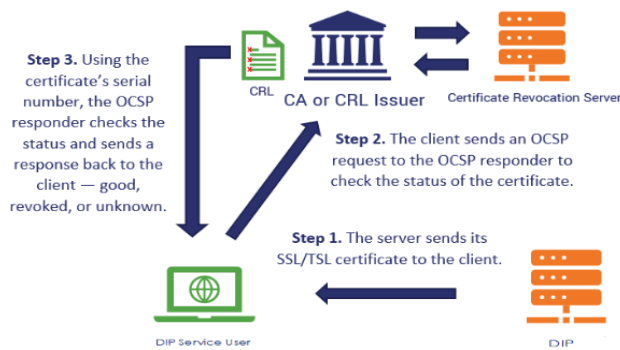 Step 3. Using the
certificate's serial
number, the OCSP
responder checks the
status and sends a
response back to the
client — good,
revoked, or unknown.
CRL
CA or CRL Issuer
Certificate Revocation Server
Step 2. The client sends an OCSP
request to the OCSP responder to
check the status of the certificate.
Step 1. The server sends its
SSL/TSL certificate to the client.
DIP Service User
DIP